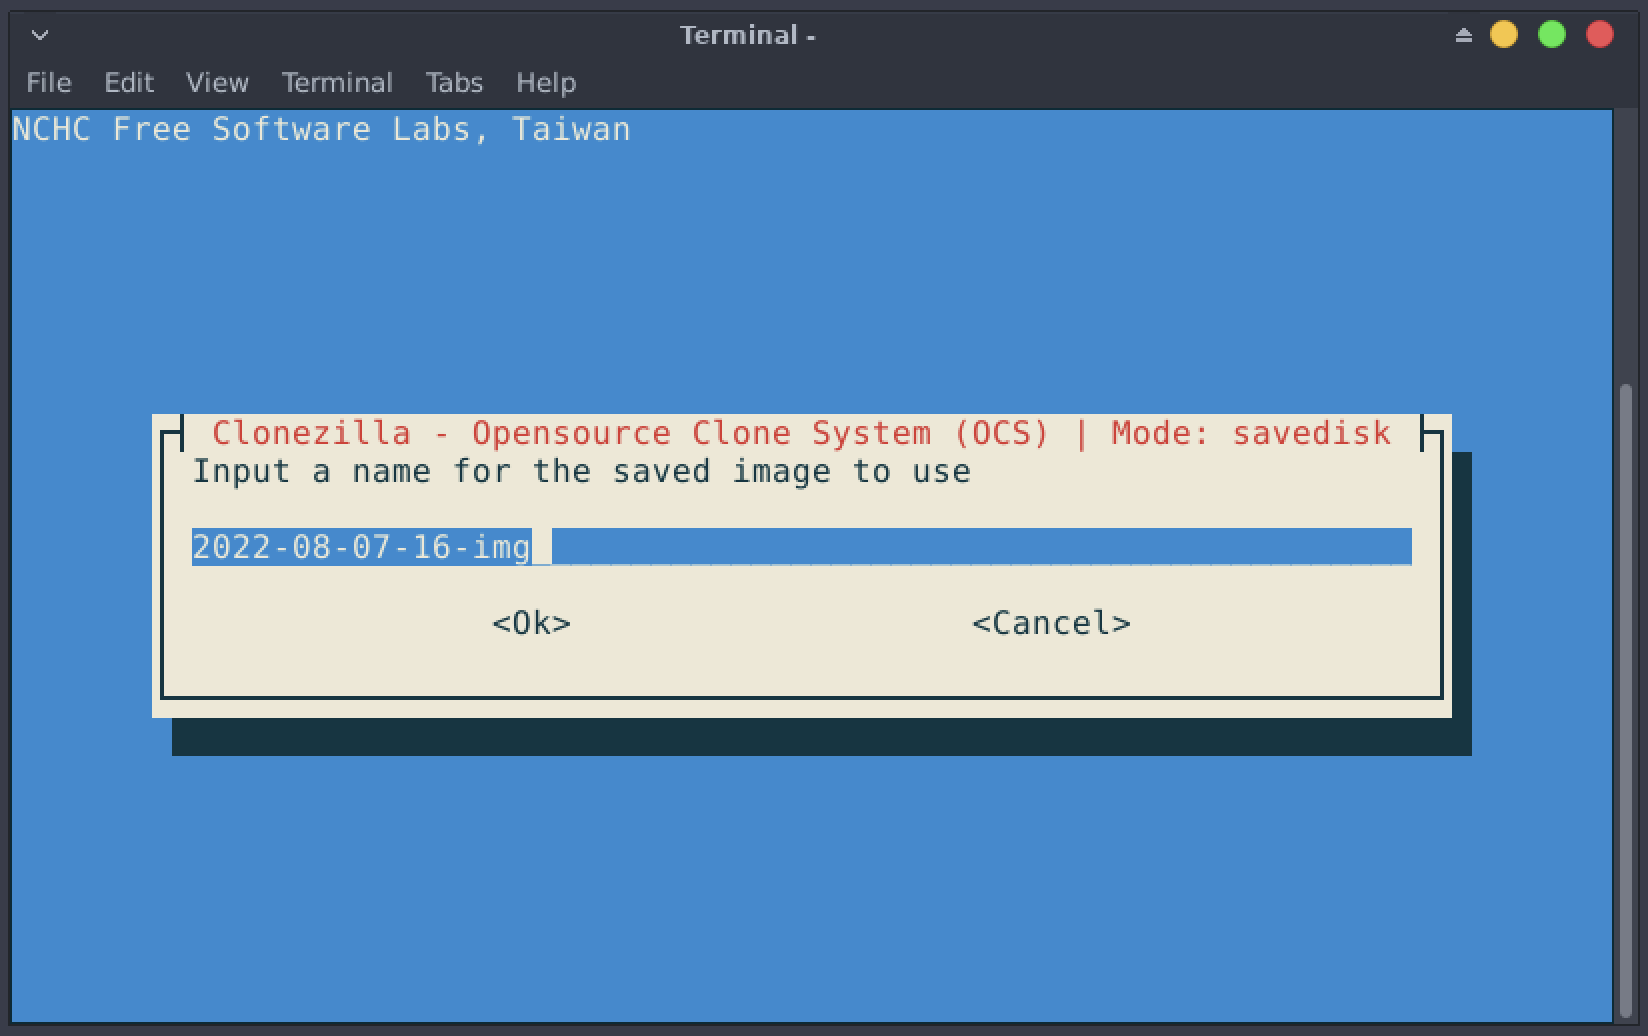 Terminal -
File Edit View Terminal Tabs Help
NCHC Free Software Labs, Taiwan
Clonezilla - Opensource Clone System (OCS) | Mode: savedisk
Input a name for the saved image to use
2022-08-07-16-img
<Ok> <Cancel>